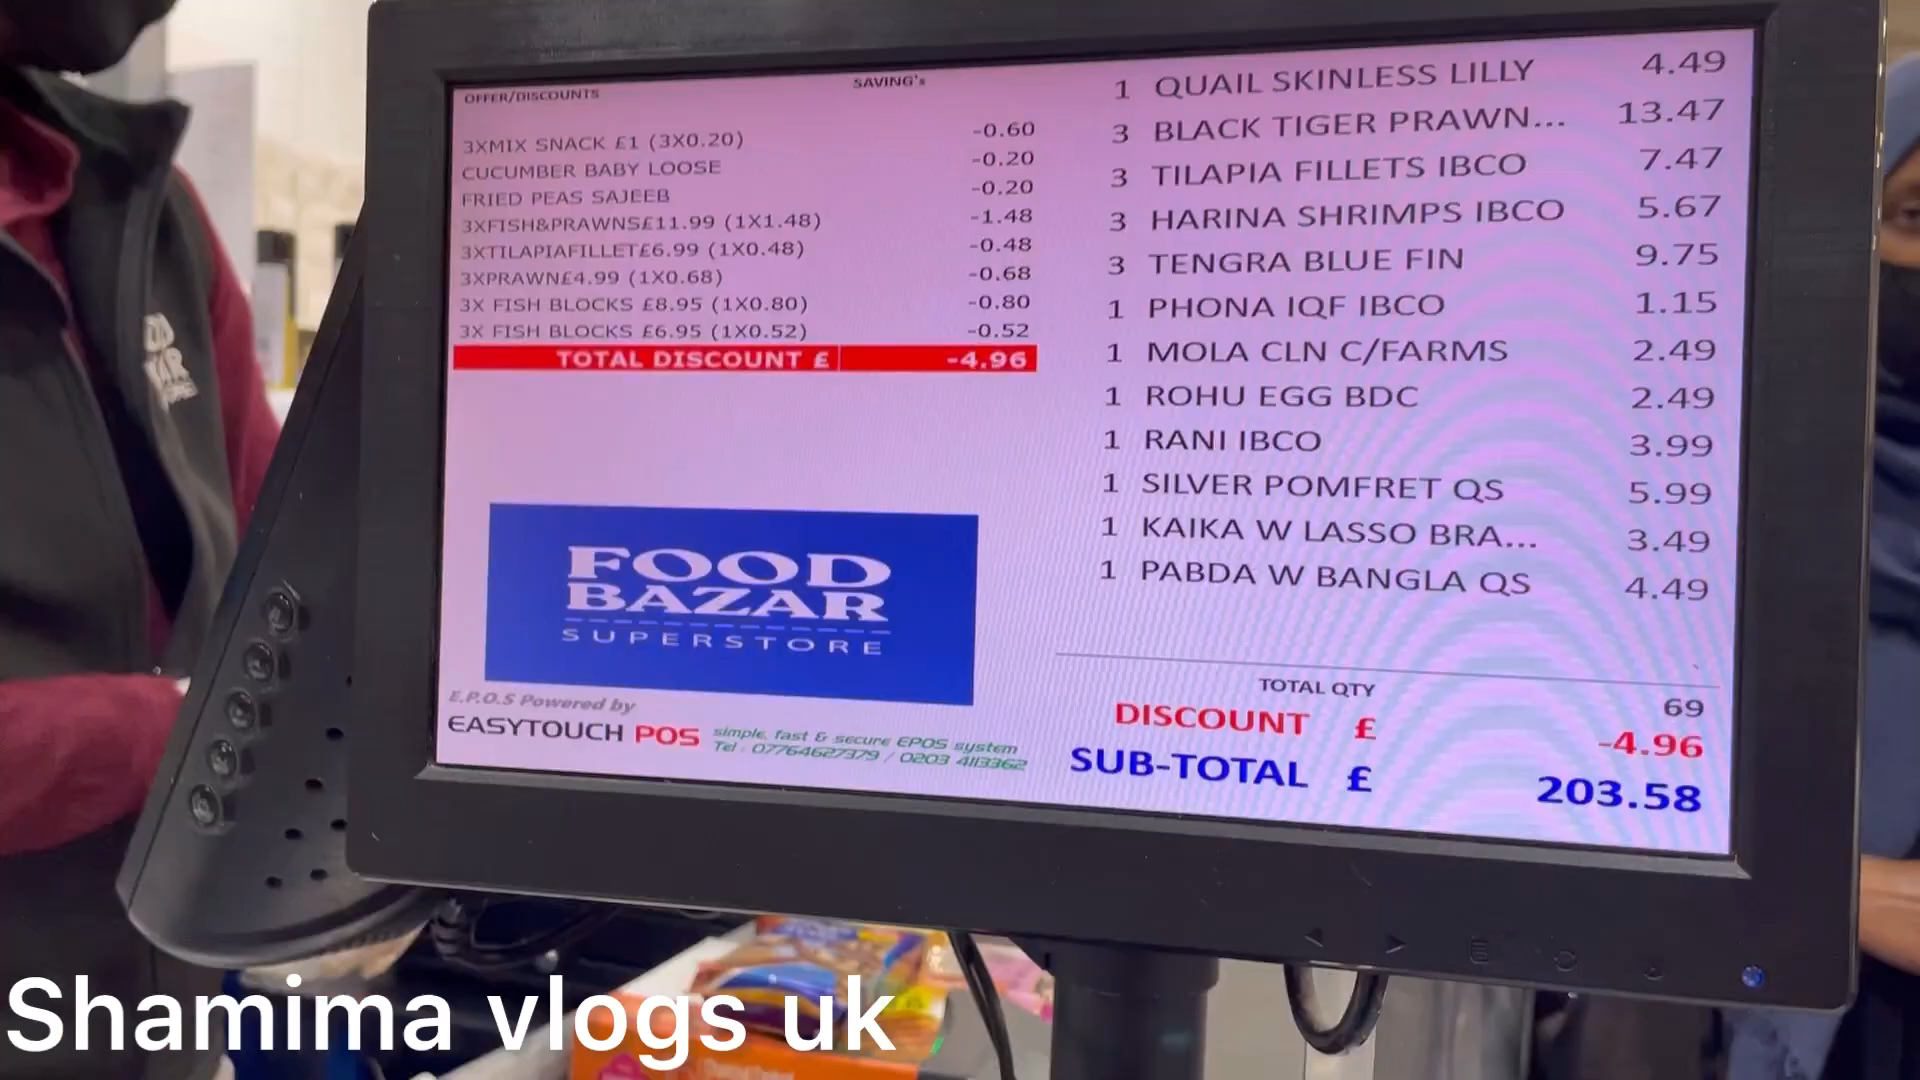 OFFER/DISCOUNTS SAVING's
3XMIX SNACK £1 (3X0.20) -0.60
CUCUMBER BABY LOOSE -0.20
FRIED PEAS SAJEEB -0.20
3XFISH&PRAWNS£11.99 (1X1.48) -1.48
3XTILAPIAFILLET£6.99 (1X0.48) -0.48
3XPRAWN£4.99 (1X0.68) -0.68
3X FISH BLOCKS £8.95 (1X0.80) -0.80
3X FISH BLOCKS £6.95 (1X0.52) -0.52
TOTAL DISCOUNT £ -4.96
FOOD
BAZAR
SUPERSTORE
E.P.O.S Powered by
EASYTOUCH POS
simple, fast & secure EPOS system
Tel : 07764627379 / 0203 4113362
1 QUAIL SKINLESS LILLY 4.49
3 BLACK TIGER PRAWN... 13.47
3 TILAPIA FILLETS IBCO 7.47
3 HARINA SHRIMPS IBCO 5.67
3 TENGRA BLUE FIN 9.75
1 PHONA IQF IBCO 1.15
1 MOLA CLN C/FARMS 2.49
1 ROHU EGG BDC 2.49
1 RANI IBCO 3.99
1 SILVER POMFRET QS 5.99
1 KAIKA W LASSO BRA... 3.49
1 PABDA W BANGLA QS 4.49
TOTAL QTY 69
DISCOUNT £ -4.96
SUB-TOTAL £ 203.58
Shamima vlogs uk